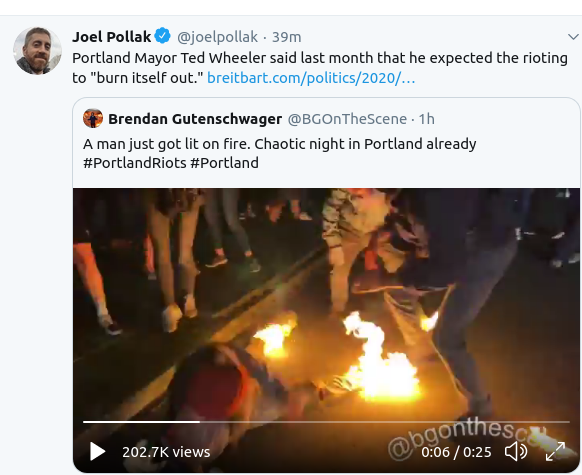 Joel Pollak @joelpollak · 39m
Portland Mayor Ted Wheeler said last month that he expected the rioting
to "burn itself out." breitbart.com/politics/2020/…
Brendan Gutenschwager @BGOnTheScene · 1h
A man just got lit on fire. Chaotic night in Portland already
#PortlandRiots #Portland
202.7K views
0:06 / 0:25